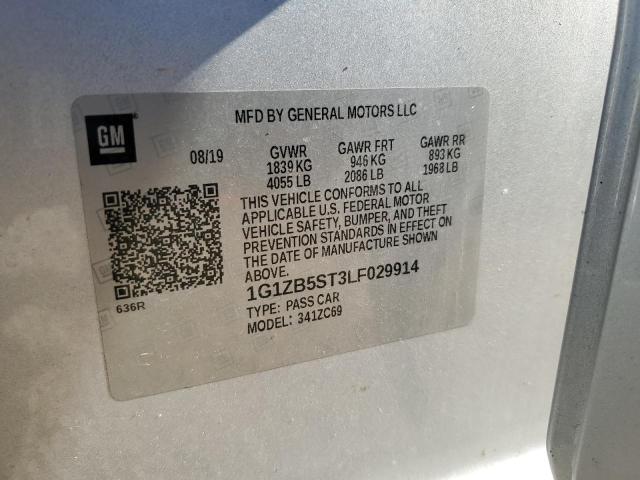 GM
MFD BY GENERAL MOTORS LLC
08/19 GVWR GAWR FRT GAWR RR
1839 KG 946 KG 893 KG
4055 LB 2086 LB 1968 LB
THIS VEHICLE CONFORMS TO ALL
APPLICABLE U.S. FEDERAL MOTOR
VEHICLE SAFETY, BUMPER, AND THEFT
PREVENTION STANDARDS IN EFFECT ON
THE DATE OF MANUFACTURE SHOWN
ABOVE.
636R
1G1ZB5ST3LF029914
TYPE: PASS CAR
MODEL: 341ZC69